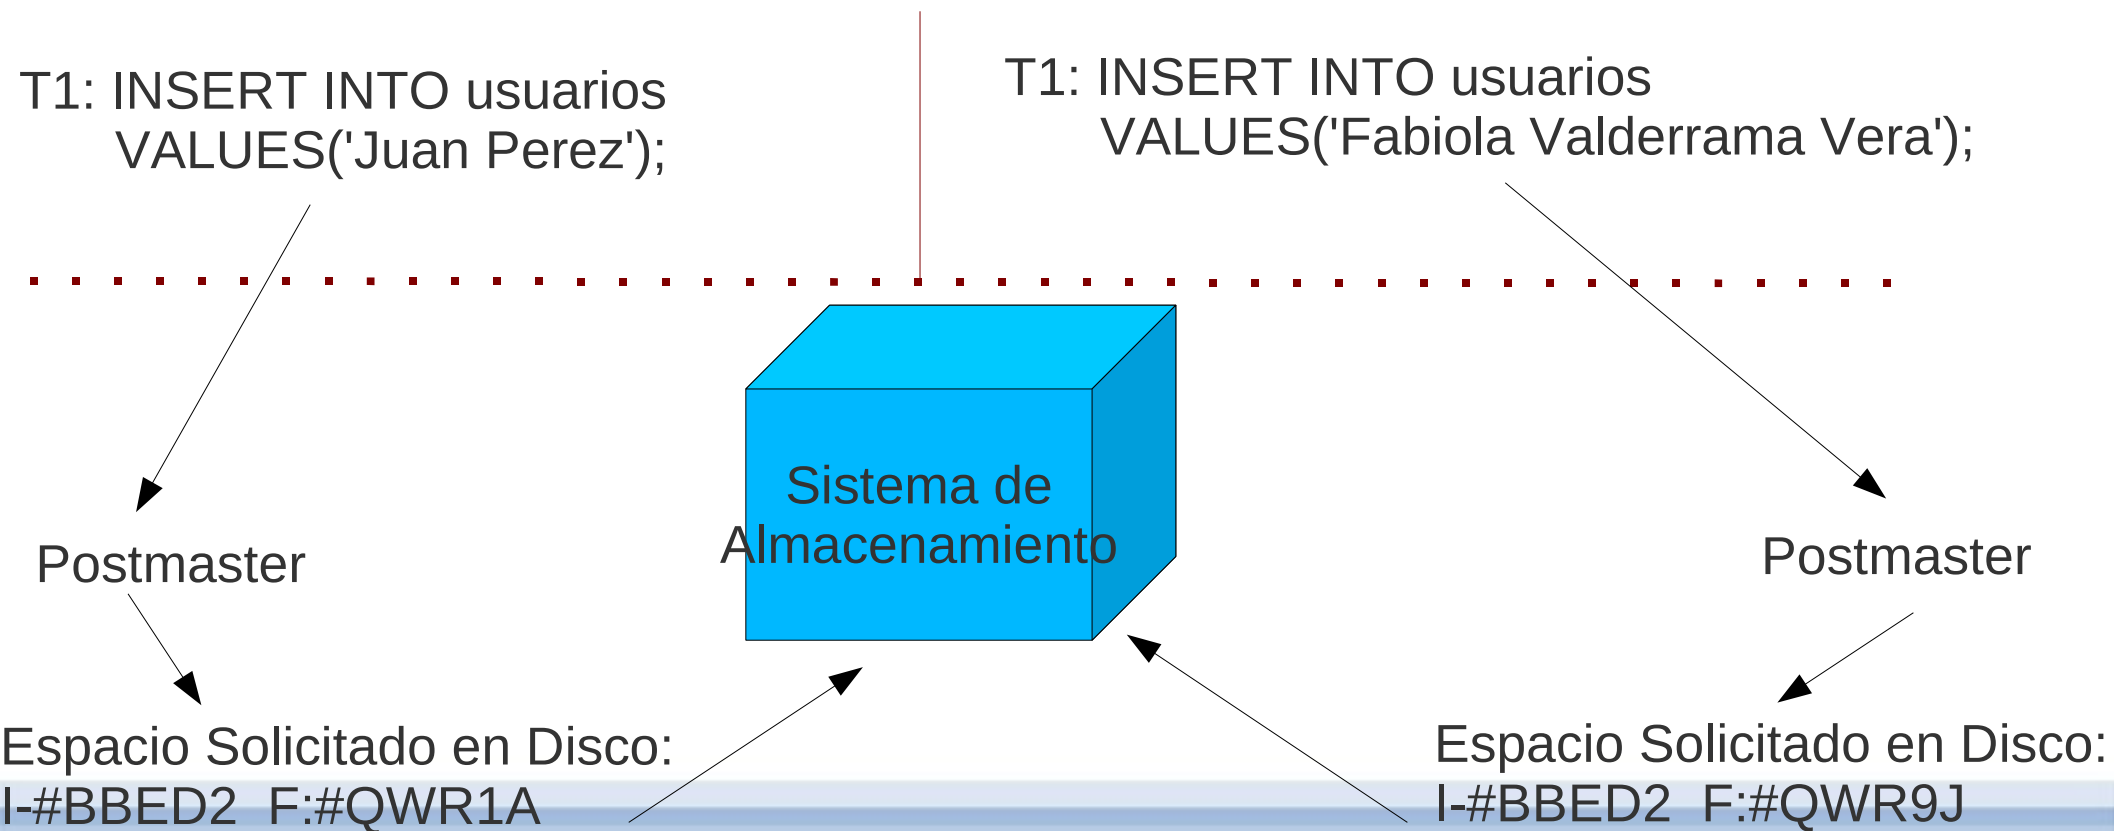 T1: INSERT INTO usuarios
VALUES('Juan Perez');
T1: INSERT INTO usuarios
VALUES('Fabiola Valderrama Vera');
Sistema de
Almacenamiento
Postmaster
Postmaster
Espacio Solicitado en Disco:
I-#BBED2 F:#QWR1A
Espacio Solicitado en Disco:
I-#BBED2 F:#QWR9J